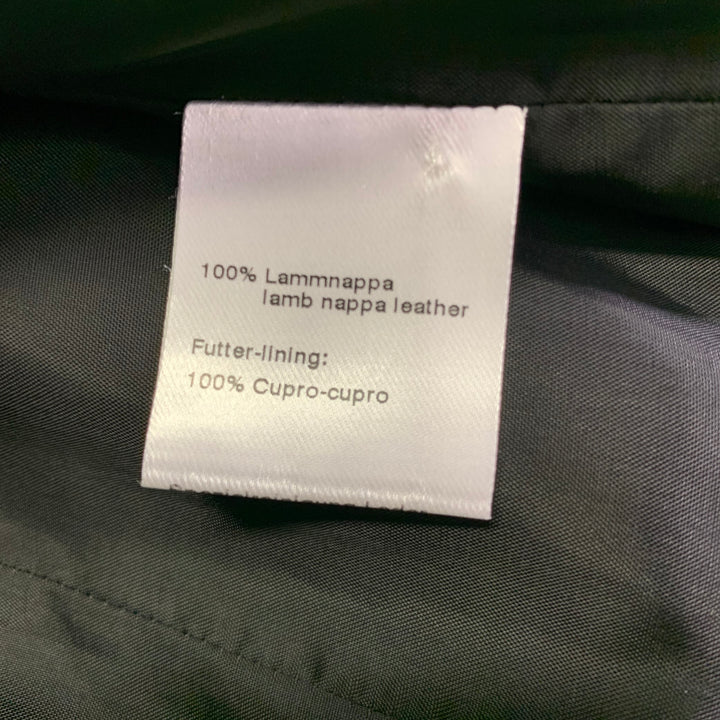 100% Lammnappa
lamb nappa leather
Futter-lining:
100% Cupro-cupro